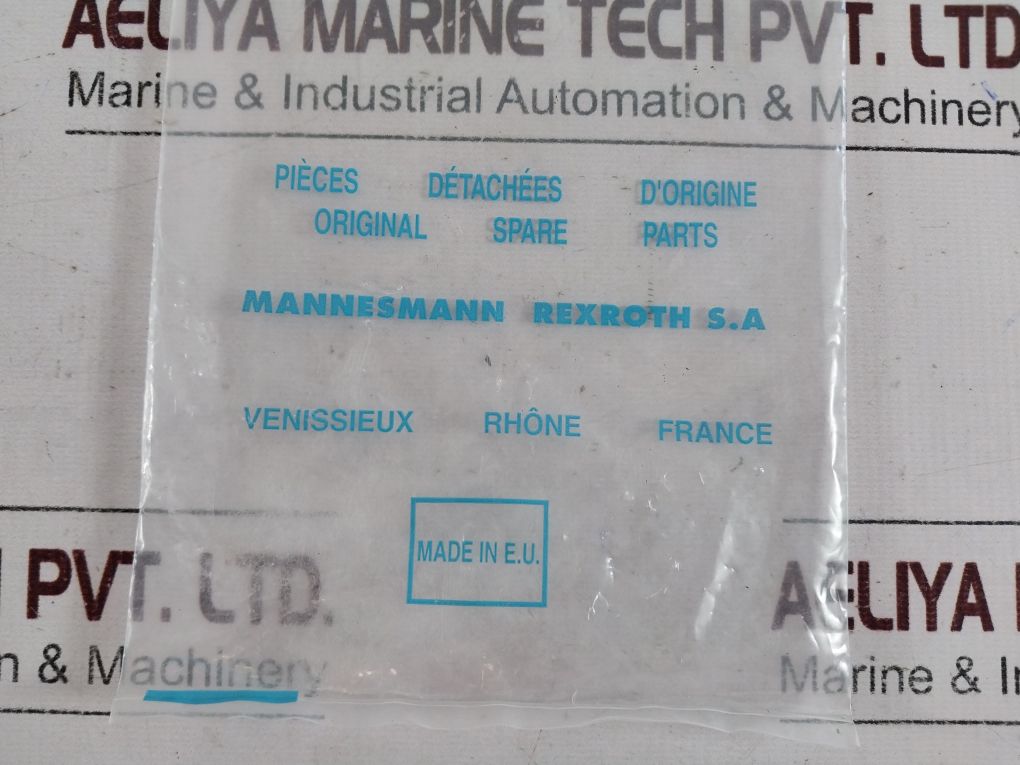 AELIYA MARINE TECH PVT. LTD
Marine & Industrial Automation & Machinery
PIÈCES DÉTACHÉES D'ORIGINE
ORIGINAL SPARE PARTS
MANNESMANN REXROTH S.A
VENISSIEUX RHÔNE FRANCE
MADE IN E.U.
PVT. LTD.
n & Machinery
AELIYA
Marine & In